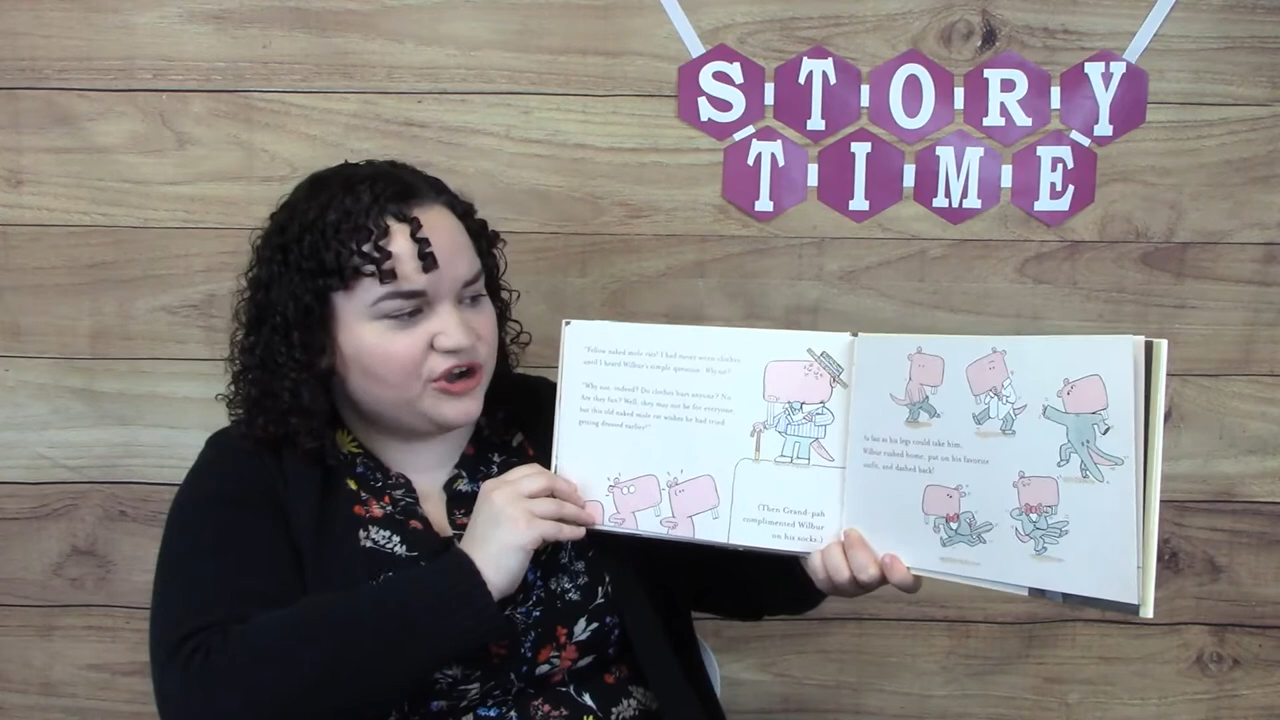 STORY
TIME
"Fellow naked mole rats! I had never worn clothes
until I heard Wilbur's simple question. Why not?
"Why not, indeed? Do clothes hurt anyone? No.
Are they fun? Well, they may not be for everyone,
but this old naked mole rat wishes he had tried
getting dressed earlier!"
(Then Grand-pah
complimented Wilbur
on his socks.)
As fast as his legs could take him,
Wilbur rushed home, put on his favorite
outfit, and dashed back!